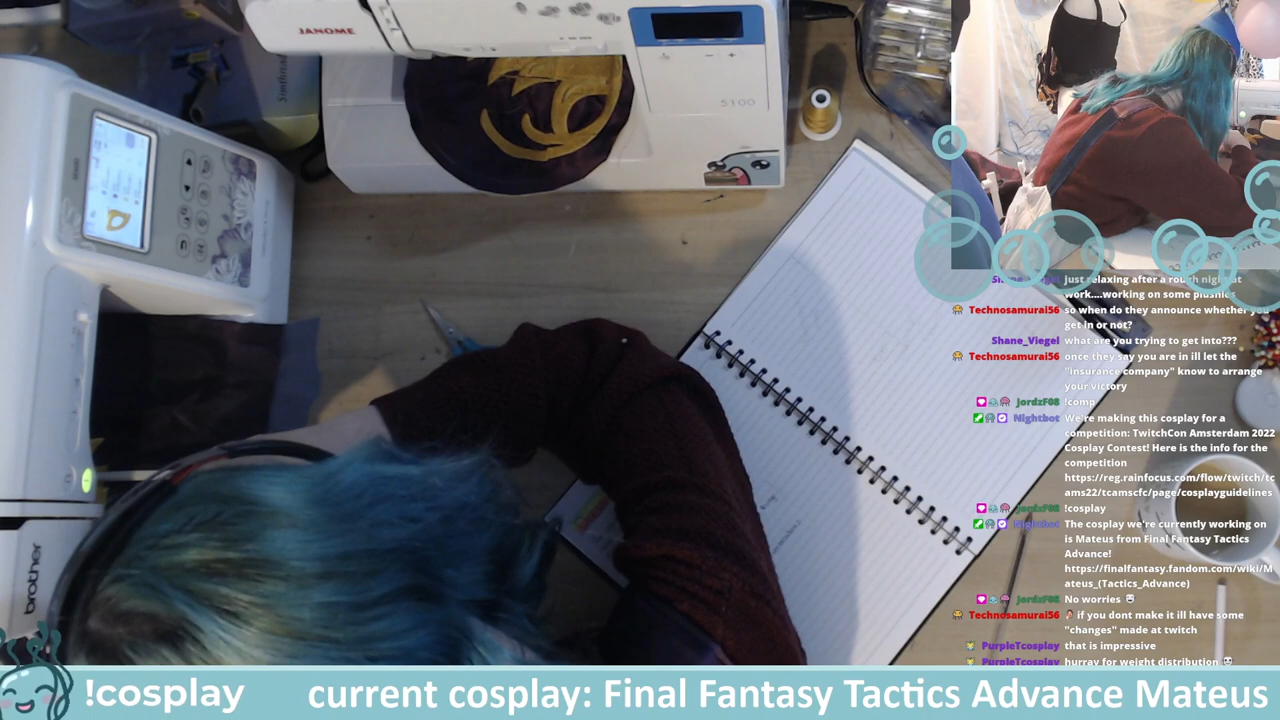 JANOME
Simthread
5100
brother
Shane_Viegel just relaxing after a rough night at
work....working on some plushies
Technosamurai56 so when do they announce whether you
get in or not?
Shane_Viegel what are you trying to get into???
Technosamurai56 once they say you are in ill let the
"insurance company" know to arrange
your victory
JordzF08 !comp
Nightbot We're making this cosplay for a
competition: TwitchCon Amsterdam 2022
Cosplay Contest! Here is the info for the
competition
https://reg.rainfocus.com/flow/twitch/tc
ams22/tcamscfc/page/cosplayguidelines
JordzF08 !cosplay
Nightbot The cosplay we're currently working on
is Mateus from Final Fantasy Tactics
Advance!
https://finalfantasy.fandom.com/wiki/M
ateus_(Tactics_Advance)
JordzF08 No worries
Technosamurai56 if you dont make it ill have some
"changes" made at twitch
PurpleTcosplay that is impressive
PurpleTcosplay hurray for weight distribution
!cosplay current cosplay: Final Fantasy Tactics Advance Mateus